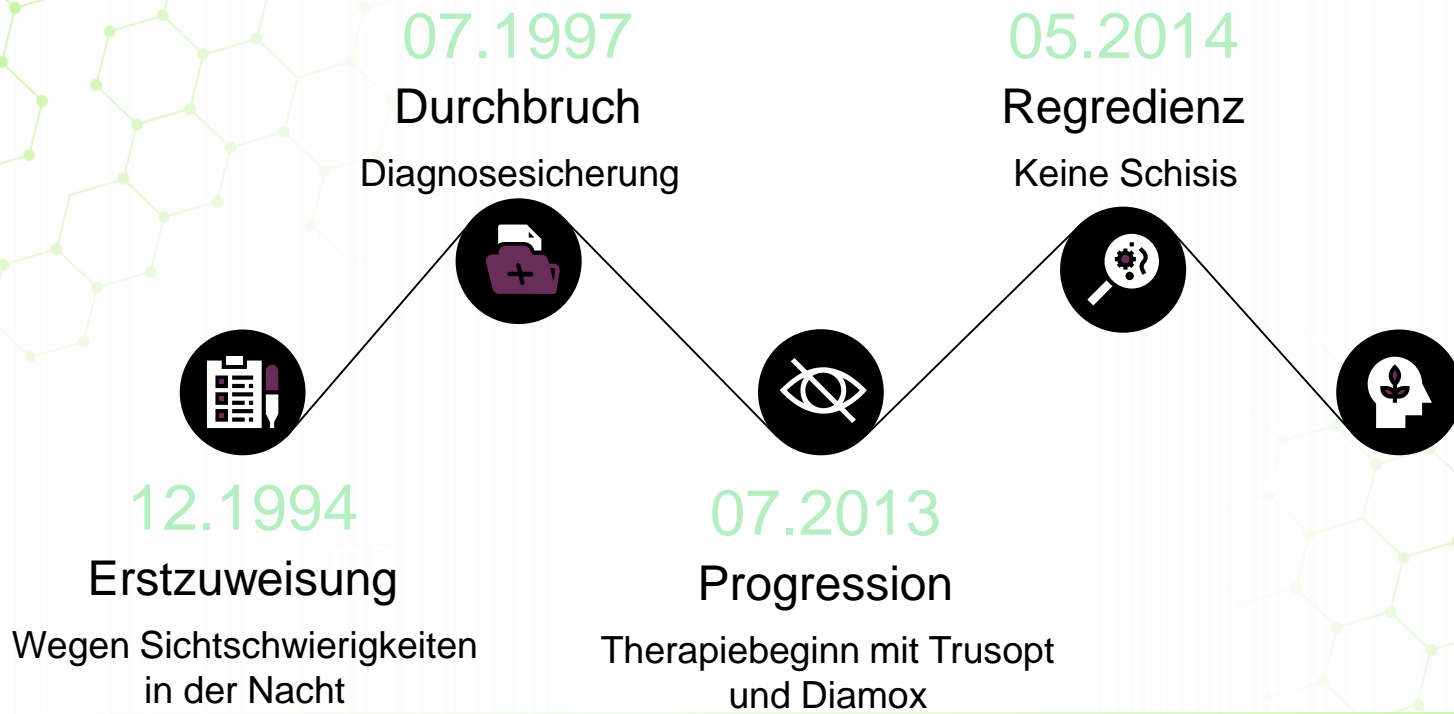 07.1997
Durchbruch
Diagnosesicherung
05.2014
Regredienz
Keine Schisis
12.1994
Erstzuweisung
Wegen Sichtschwierigkeiten
in der Nacht
07.2013
Progression
Therapiebeginn mit Trusopt
und Diamox